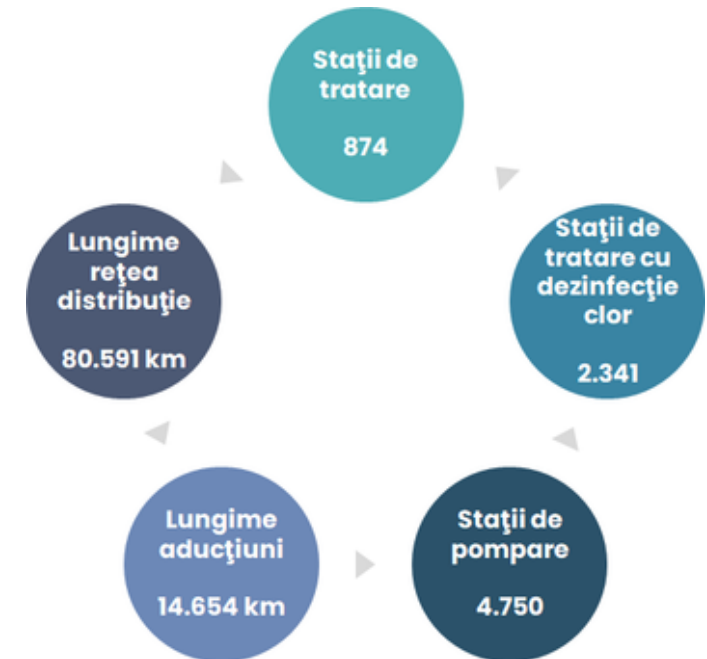 Staţii de
tratare
874
Staţii de
tratare cu
dezinfecţie
clor
2.341
Staţii de
pompare
4.750
Lungime
aducţiuni
14.654 km
Lungime
reţea
distribuţie
80.591 km